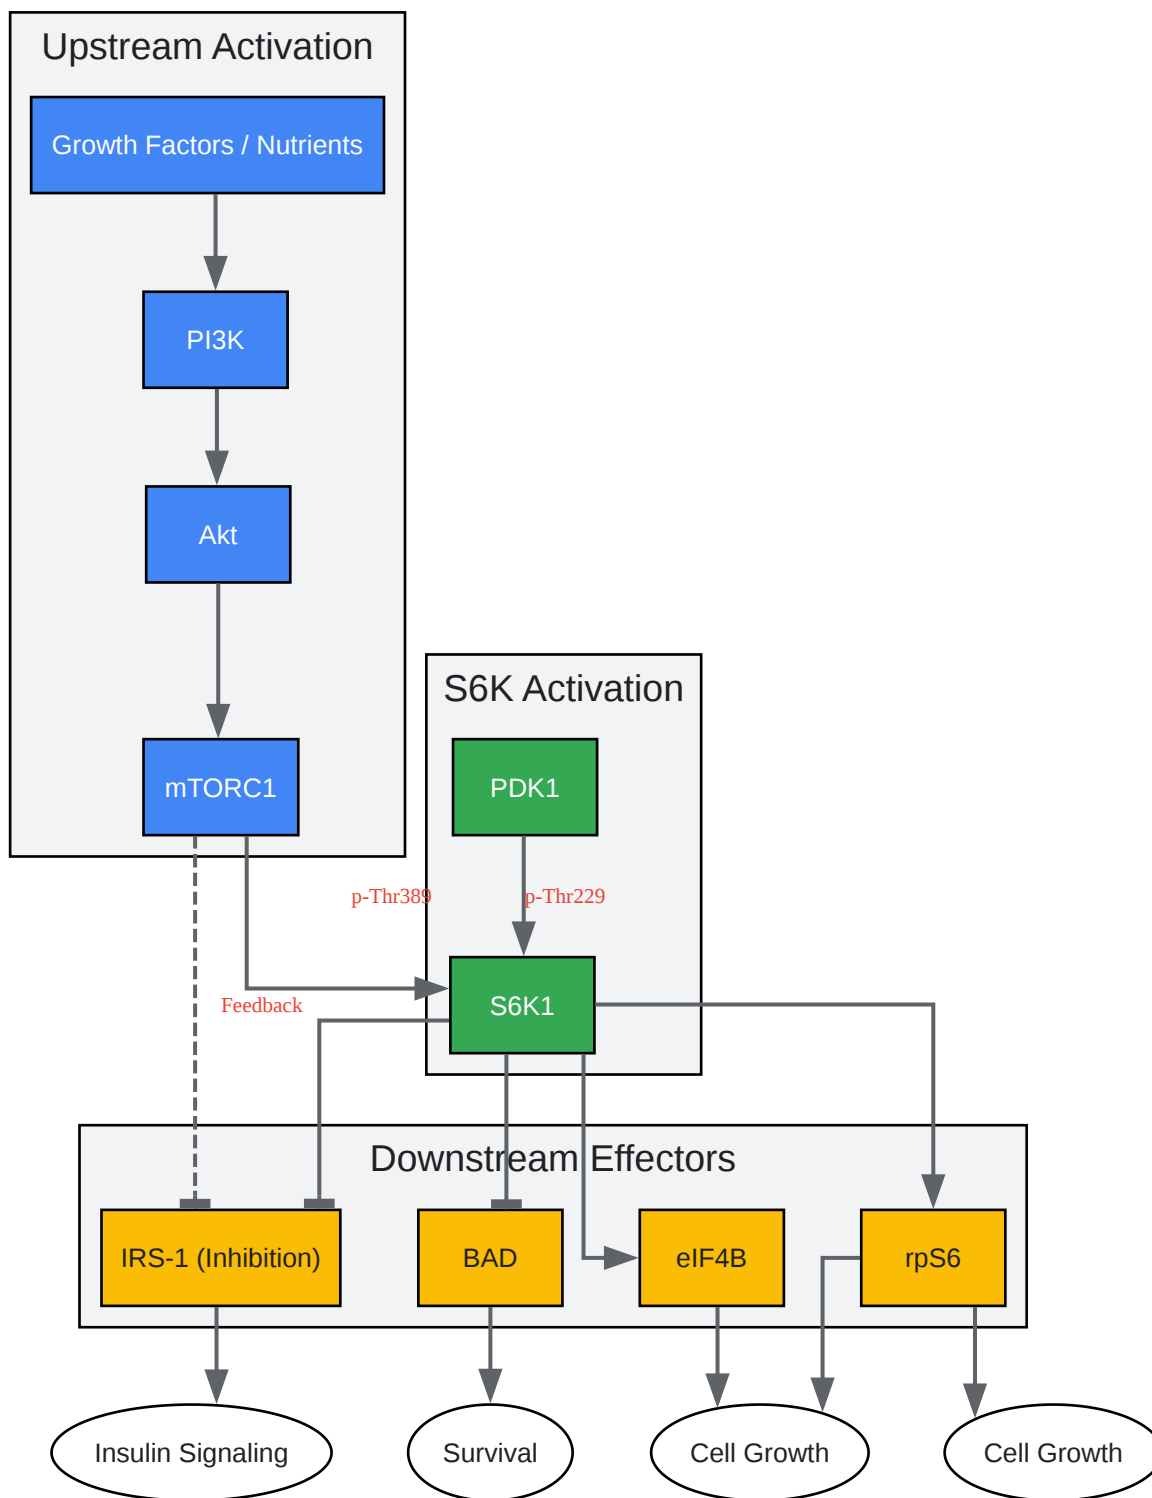 Upstream Activation
Growth Factors / Nutrients
PI3K
Akt
S6K Activation
mTORC1
PDK1
p-Thr389
p-Thr229
Feedback
S6K1
Downstream Effectors
IRS-1 (Inhibition)
BAD
eIF4B
rpS6
Insulin Signaling
Survival
Cell Growth
Cell Growth